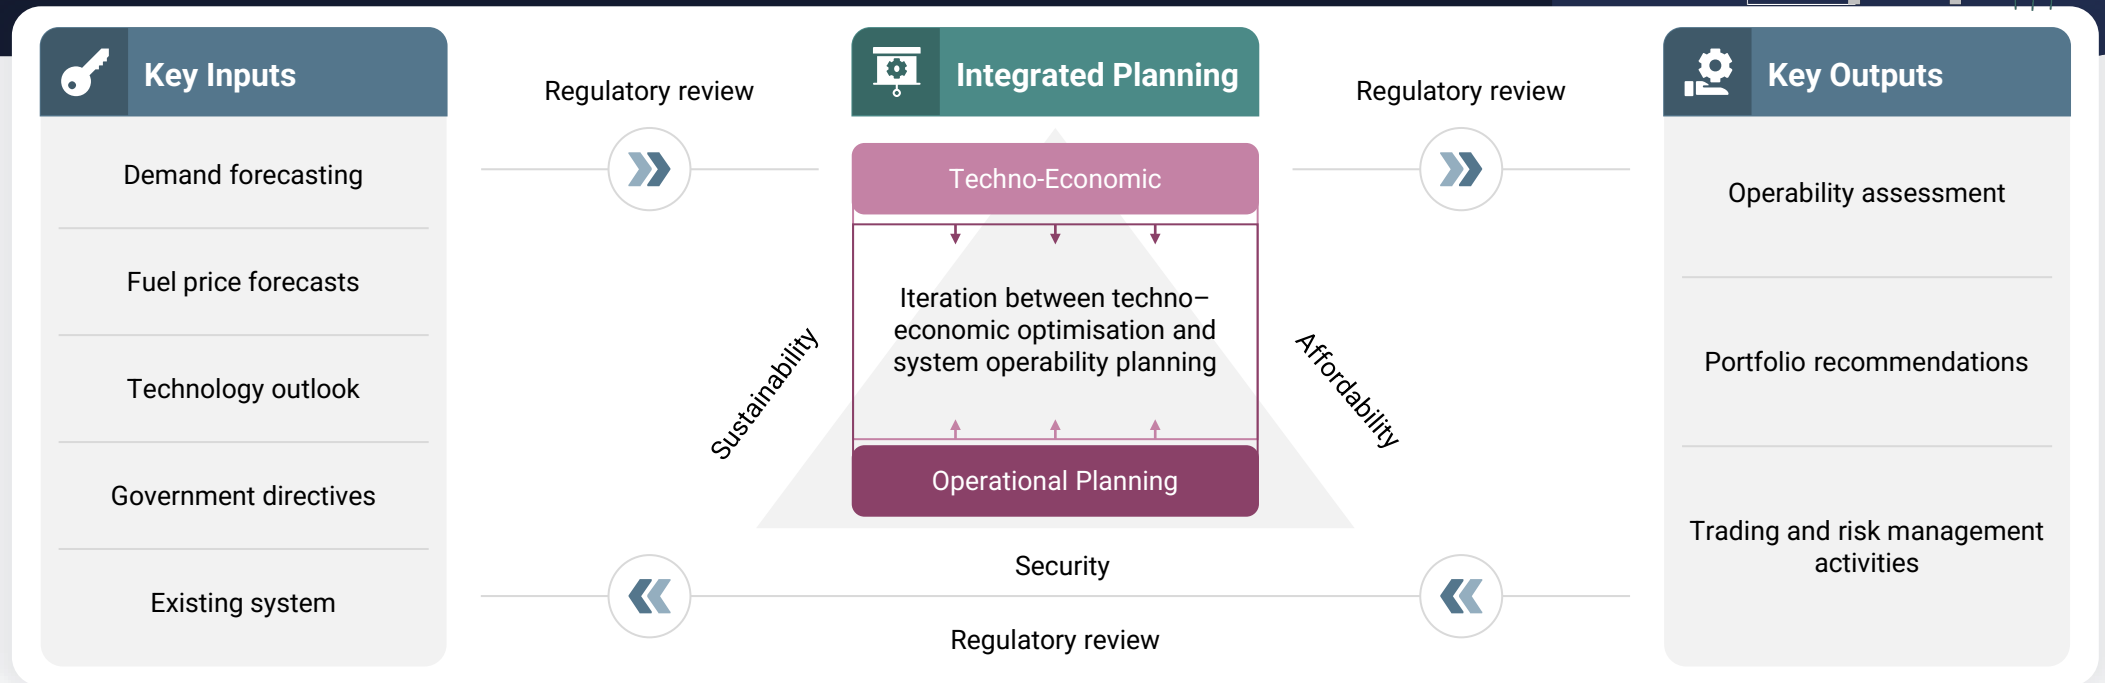 Key Inputs
Demand forecasting
Fuel price forecasts
Technology outlook
Government directives
Existing system
Regulatory review
Integrated Planning
Techno-Economic
Iteration between techno–
economic optimisation and
system operability planning
Operational Planning
Sustainability
Affordability
Security
Regulatory review
Regulatory review
Key Outputs
Operability assessment
Portfolio recommendations
Trading and risk management
activities